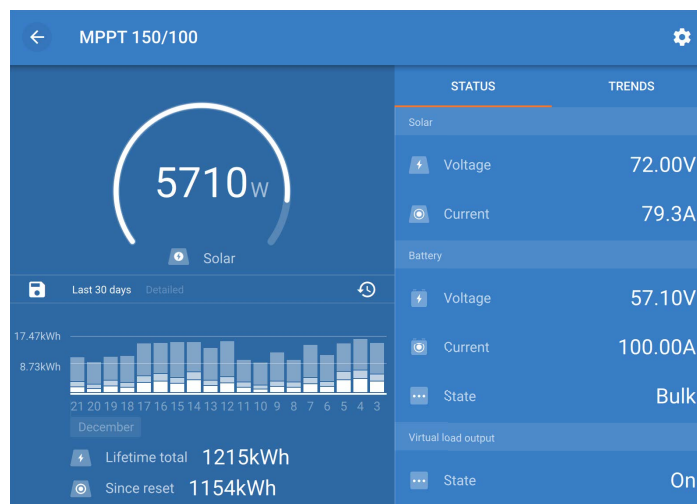 MPPT 150/100
5710W
Solar
Last 30 days Detailed
17.47kWh
8.73kWh
21 20 19 18 17 16 15 14 13 12 11 10 9 8 7 6 5 4 3
December
Lifetime total 1215kWh
Since reset 1154kWh
STATUS TRENDS
Solar
Voltage 72.00V
Current 79.3A
Battery
Voltage 57.10V
Current 100.00A
State Bulk
Virtual load output
State On